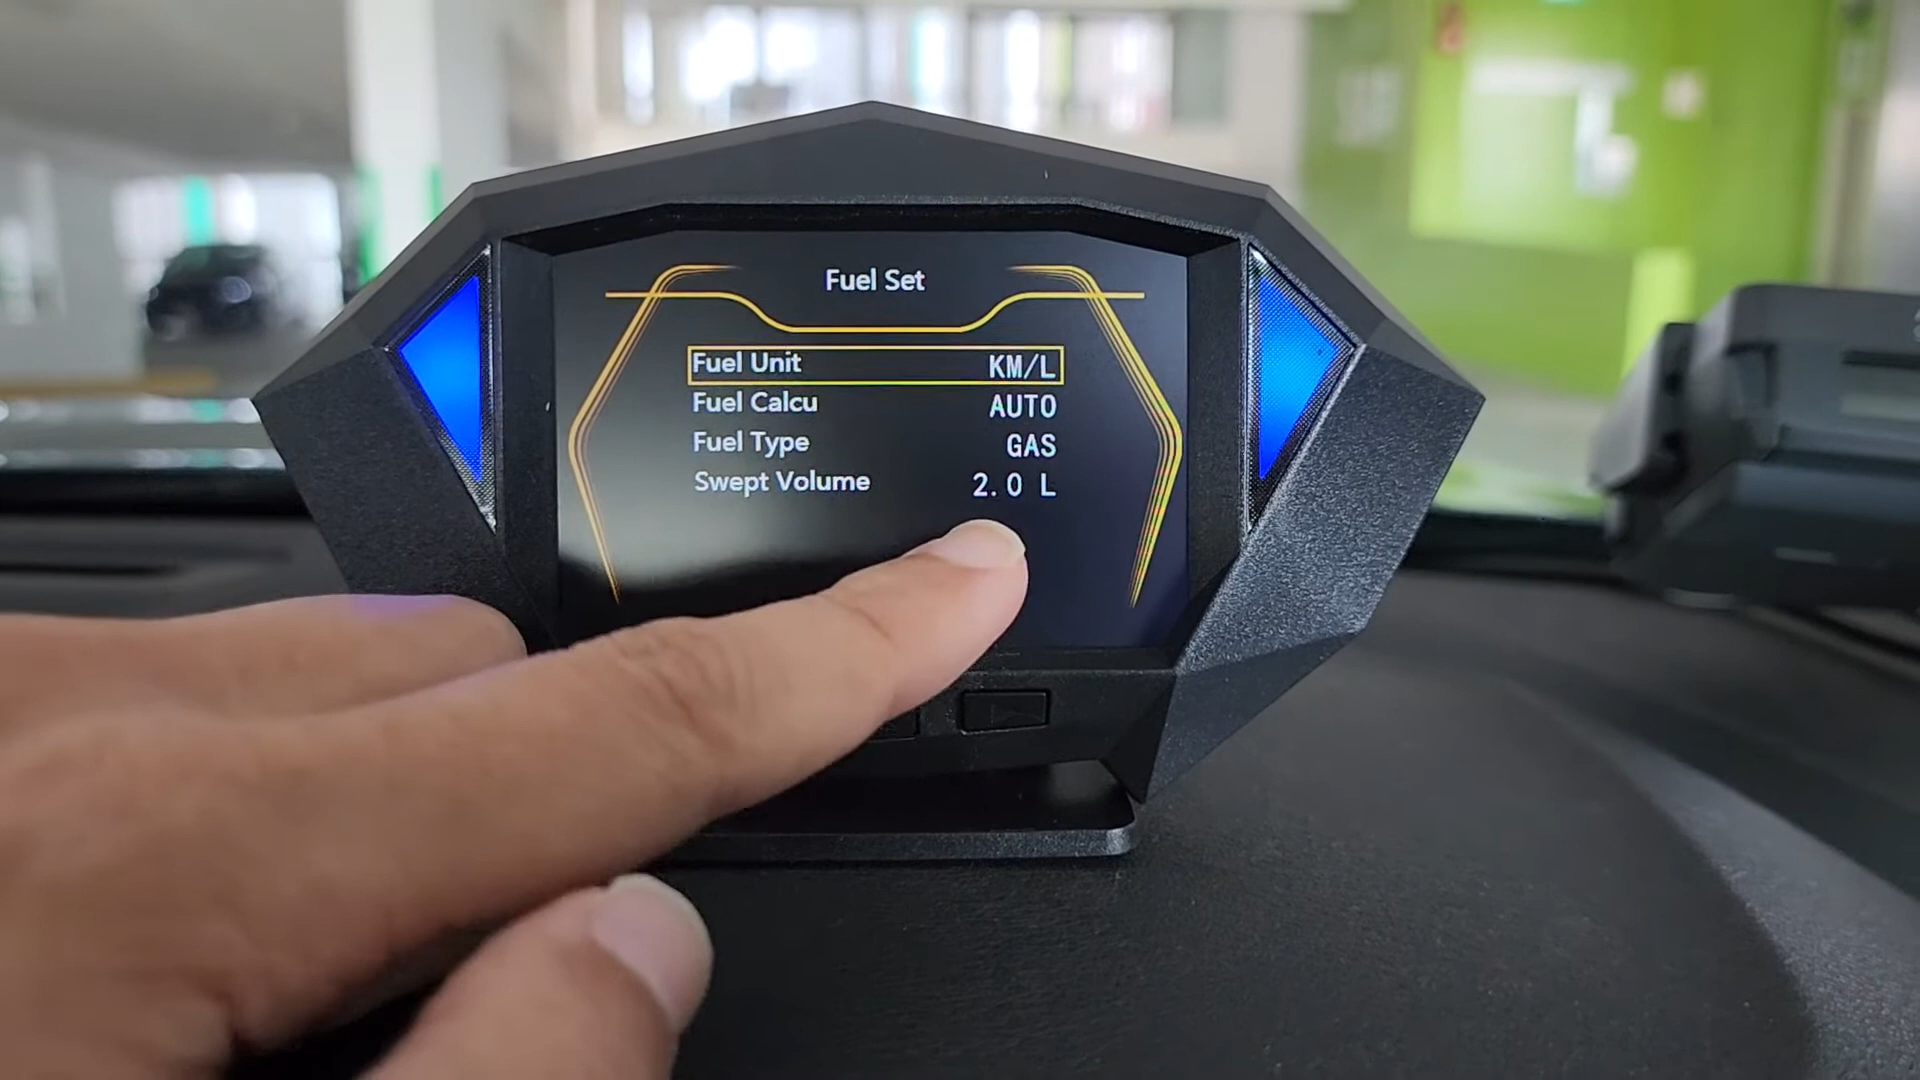 Fuel Set
Fuel Unit KM/L
Fuel Calcu AUTO
Fuel Type GAS
Swept Volume 2.0 L